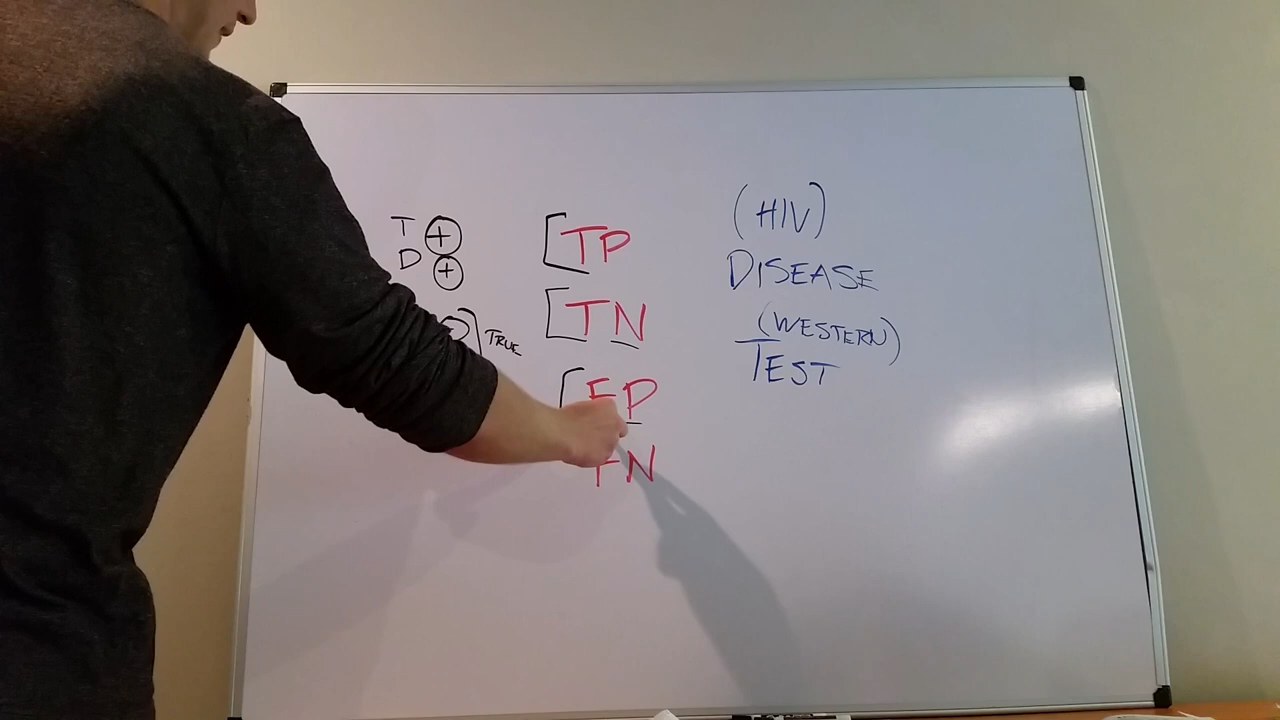 T +
D +
TRUE
[TP
[TN
[FP
FN
(HIV)
DISEASE
(WESTERN)
TEST